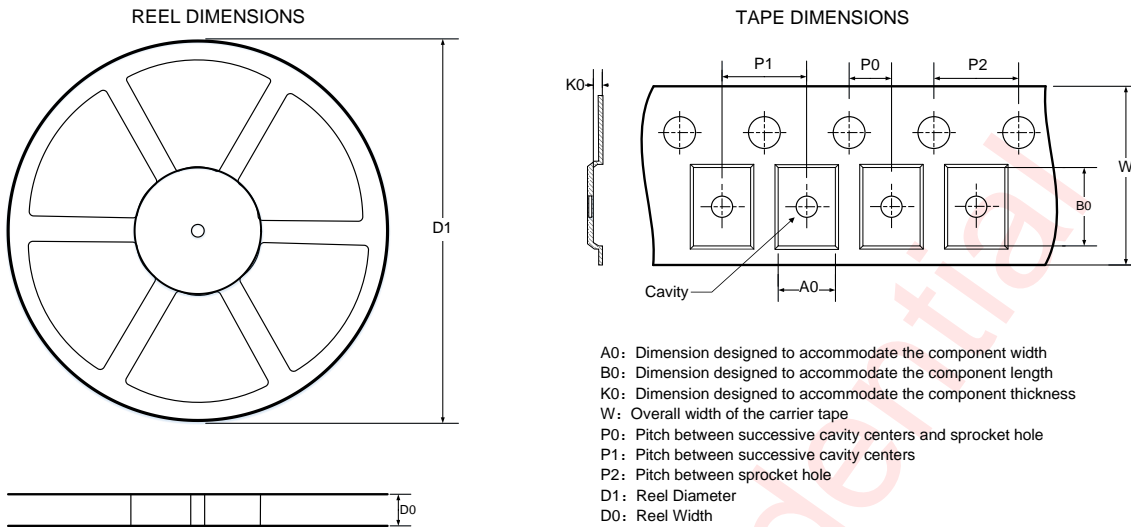 REEL DIMENSIONS
TAPE DIMENSIONS
D1
D0
K0
P1
P0
P2
W
B0
A0
Cavity
A0：Dimension designed to accommodate the component width
B0：Dimension designed to accommodate the component length
K0：Dimension designed to accommodate the component thickness
W：Overall width of the carrier tape
P0：Pitch between successive cavity centers and sprocket hole
P1：Pitch between successive cavity centers
P2：Pitch between sprocket hole
D1：Reel Diameter
D0：Reel Width
dential